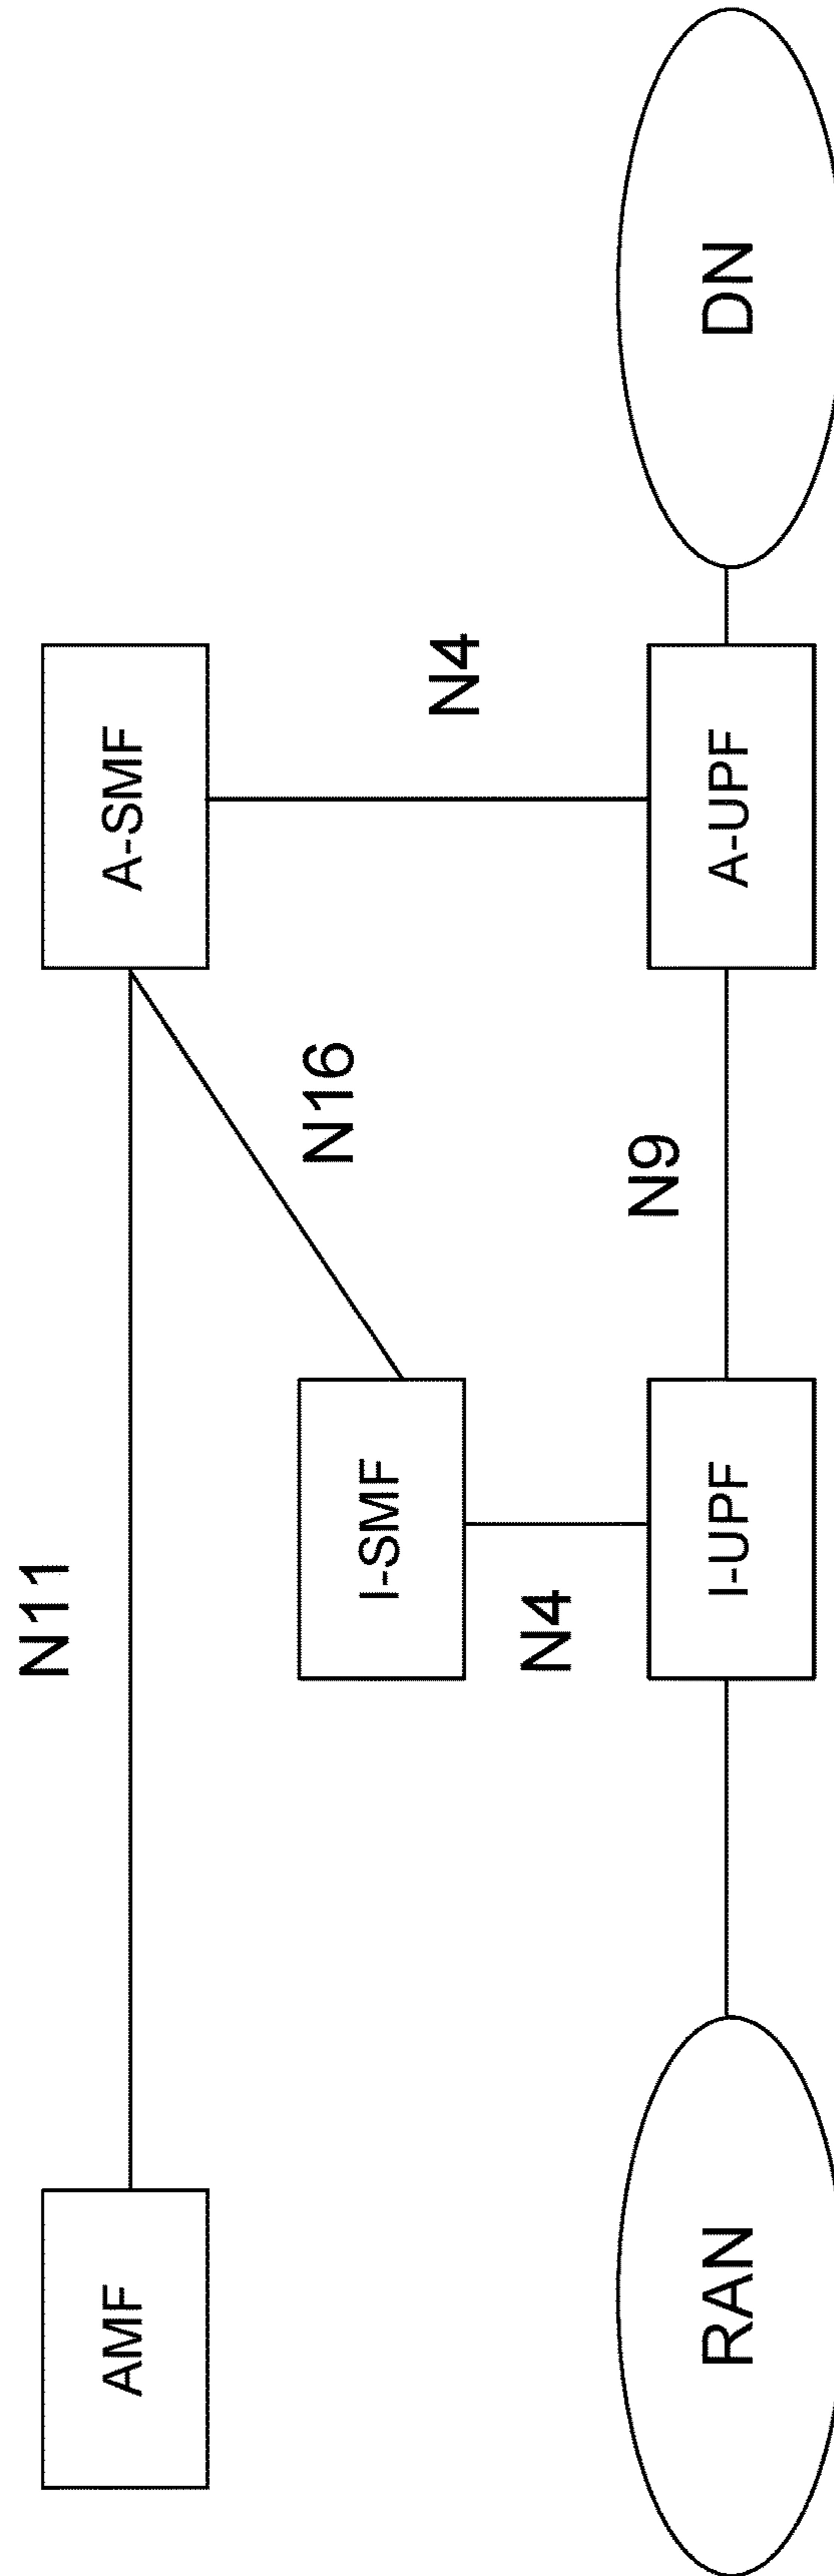 N11
AMF
A-SMF
N16
I-SMF
N4
N4
N9
RAN
I-UPF
A-UPF
DN